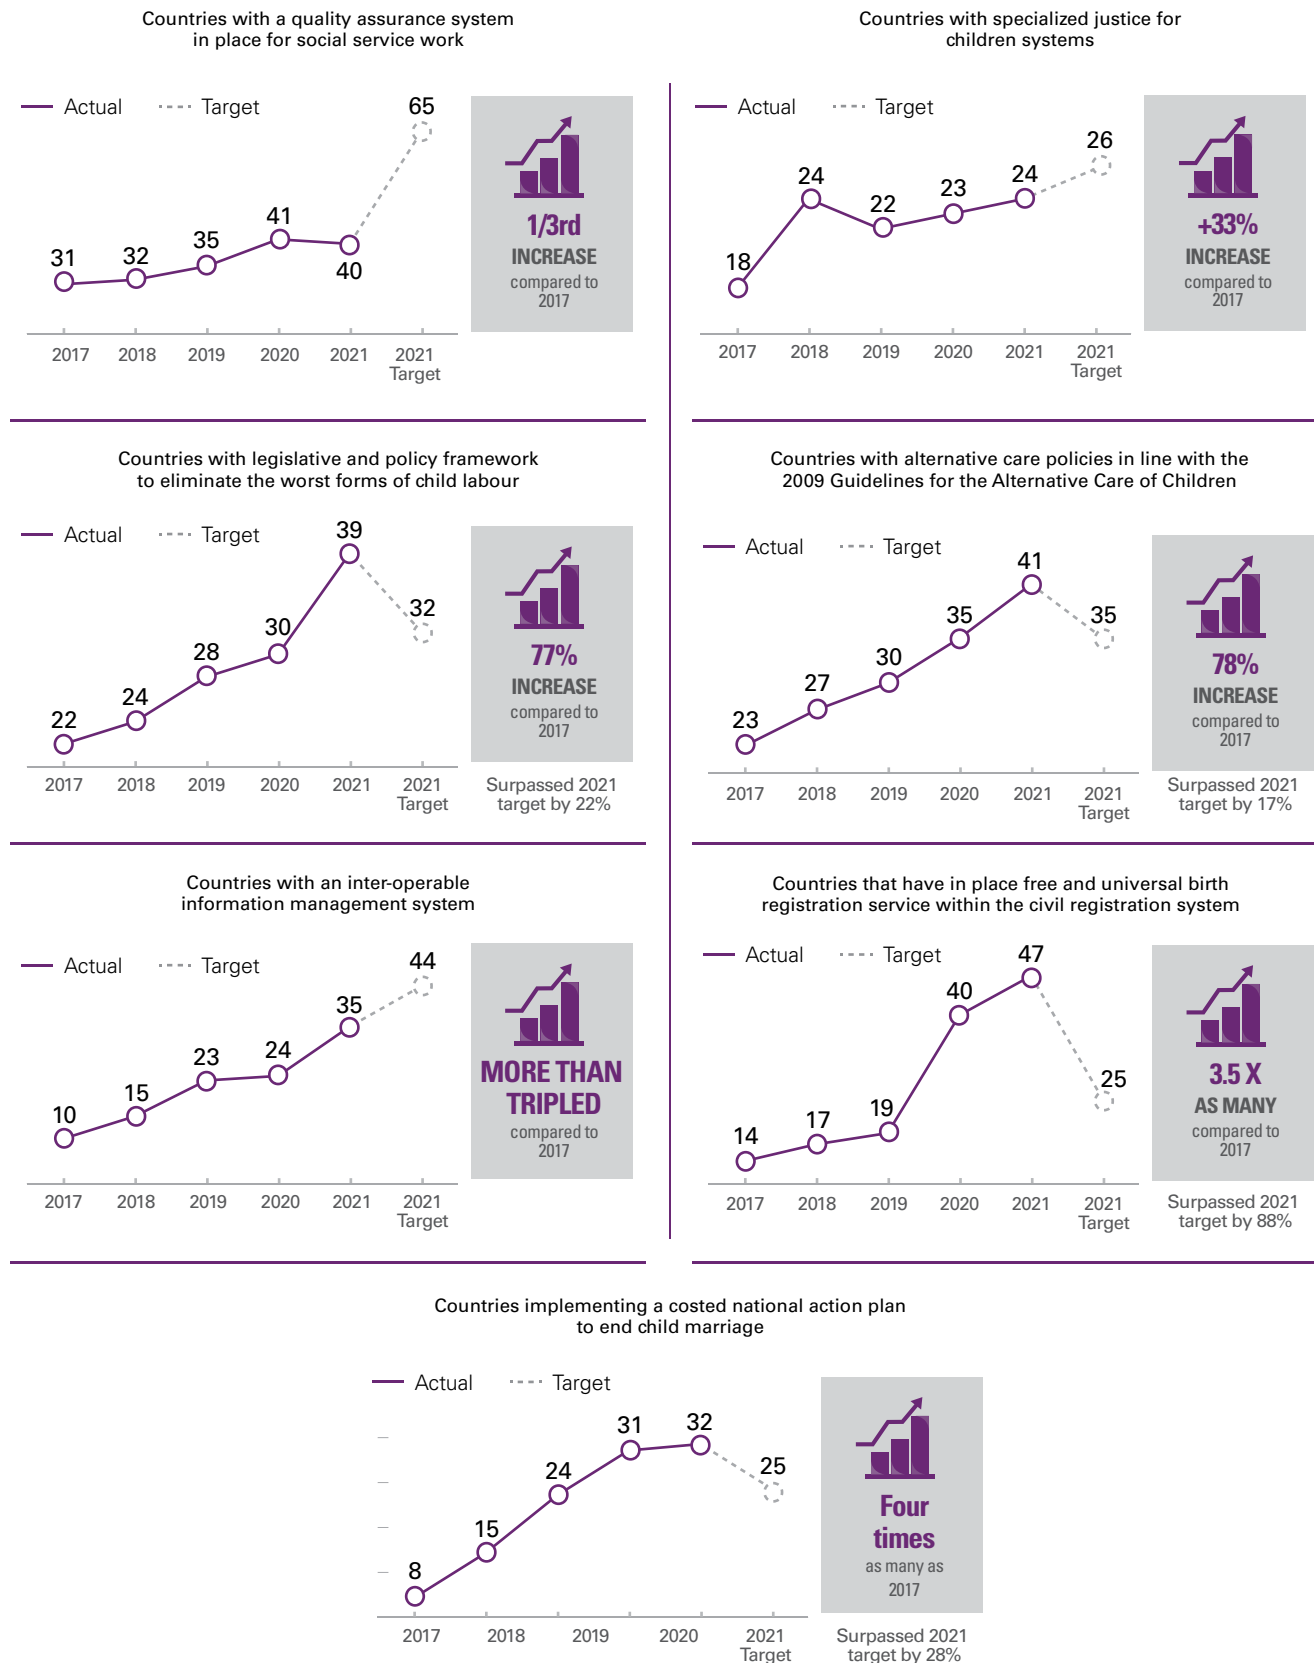 Countries with a quality assurance system
in place for social service work
Actual
Target
65
31
32
35
41
40
2017
2018
2019
2020
2021
2021
Target
1/3rd
INCREASE
compared to
2017
Countries with specialized justice for
children systems
Actual
Target
26
18
24
22
23
24
2017
2018
2019
2020
2021
2021
Target
+33%
INCREASE
compared to
2017
Countries with legislative and policy framework
to eliminate the worst forms of child labour
Actual
Target
39
22
24
28
30
32
2017
2018
2019
2020
2021
2021
Target
77%
INCREASE
compared to
2017
Surpassed 2021
target by 22%
Countries with alternative care policies in line with the
2009 Guidelines for the Alternative Care of Children
Actual
Target
41
23
27
30
35
35
2017
2018
2019
2020
2021
2021
Target
78%
INCREASE
compared to
2017
Surpassed 2021
target by 17%
Countries with an inter-operable
information management system
Actual
Target
44
10
15
23
24
35
2017
2018
2019
2020
2021
2021
Target
MORE THAN
TRIPLED
compared to
2017
Countries that have in place free and universal birth
registration service within the civil registration system
Actual
Target
47
14
17
19
40
25
2017
2018
2019
2020
2021
2021
Target
3.5 X
AS MANY
compared to
2017
Surpassed 2021
target by 88%
Countries implementing a costed national action plan
to end child marriage
Actual
Target
8
15
24
31
32
25
2017
2018
2019
2020
2021
Target
Four
times
as many as
2017
Surpassed 2021
target by 28%